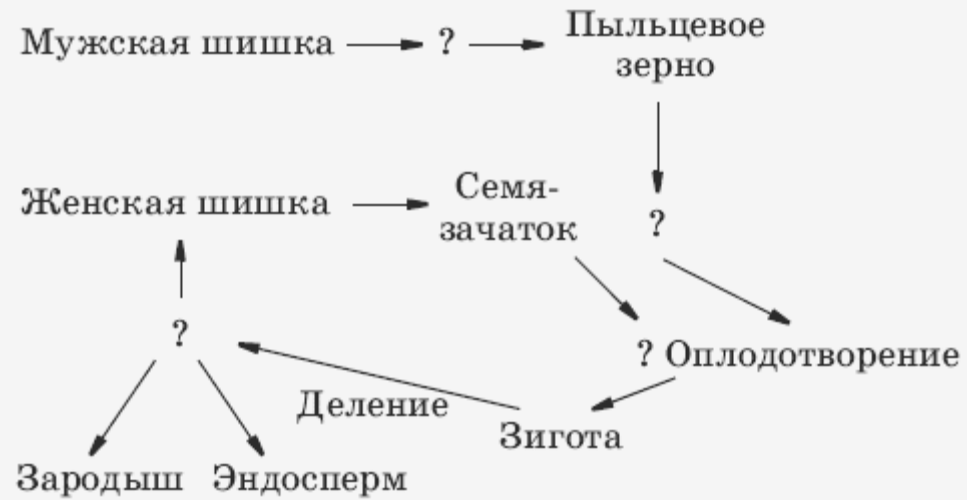 Мужская шишка ? Пыльцевое
зерно
Женская шишка Семя-
зачаток ?
?
? Оплодотворение
Деление
Зигота
Зародыш Эндосперм